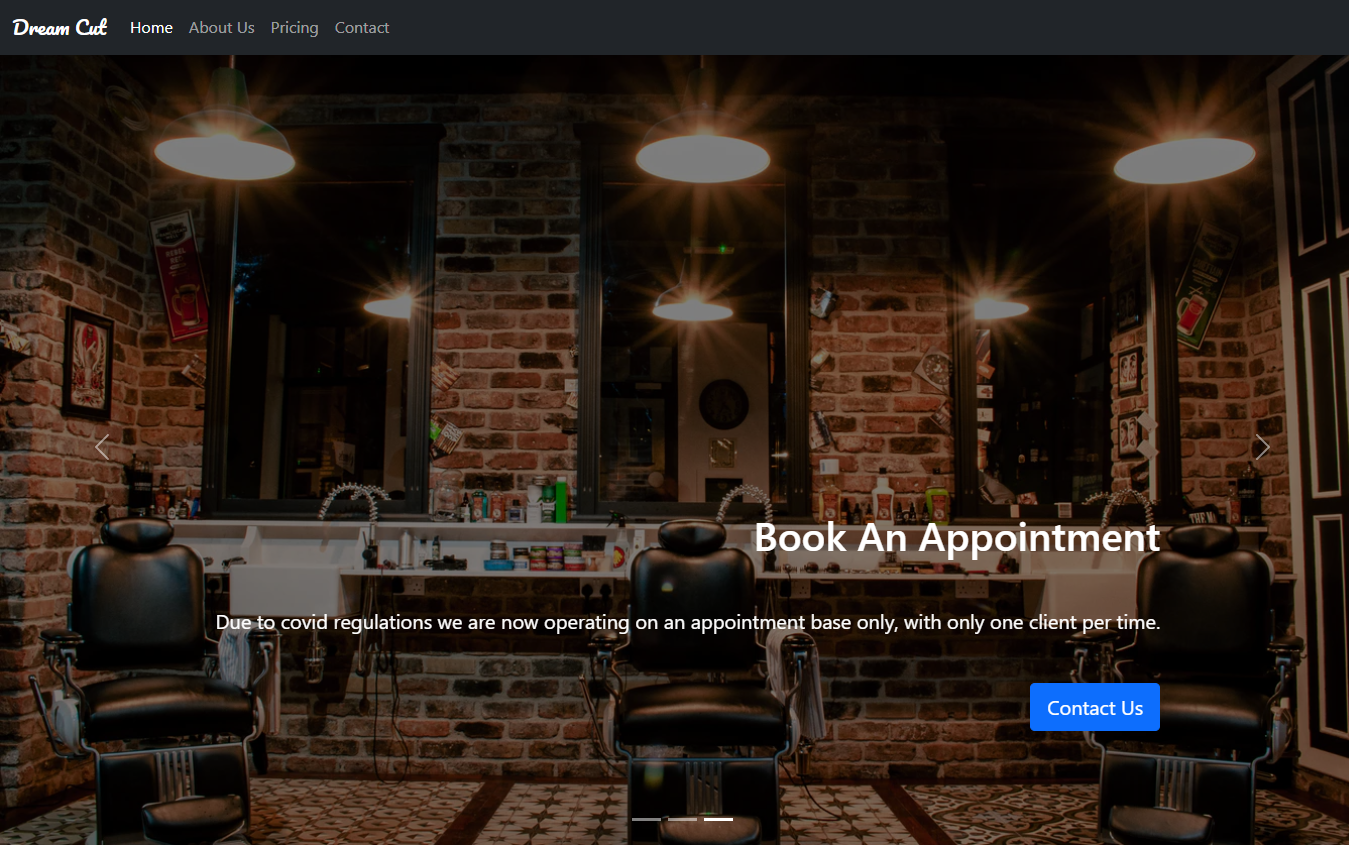 Dream Cut Home About Us Pricing Contact
Book An Appointment
Due to covid regulations we are now operating on an appointment base only, with only one client per time.
Contact Us